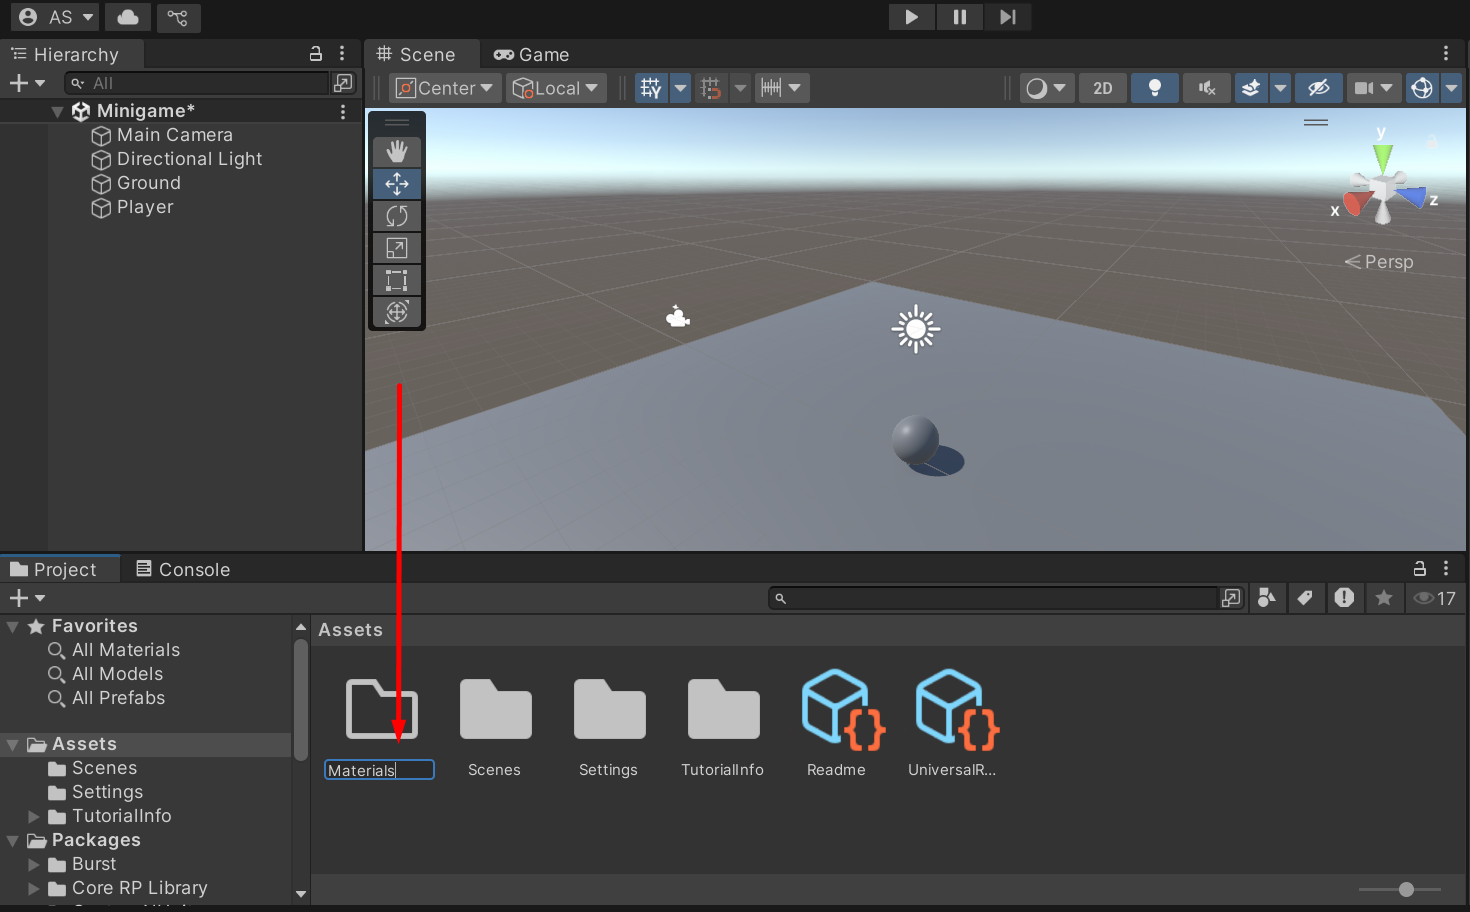 AS
Hierarchy
All
Minigame*
Main Camera
Directional Light
Ground
Player
Scene
Game
Center
Local
2D
y
x
z
Persp
Project
Console
17
Favorites
All Materials
All Models
All Prefabs
Assets
Scenes
Settings
TutorialInfo
Packages
Burst
Core RP Library
Assets
Materials
Scenes
Settings
TutorialInfo
Readme
UniversalR...